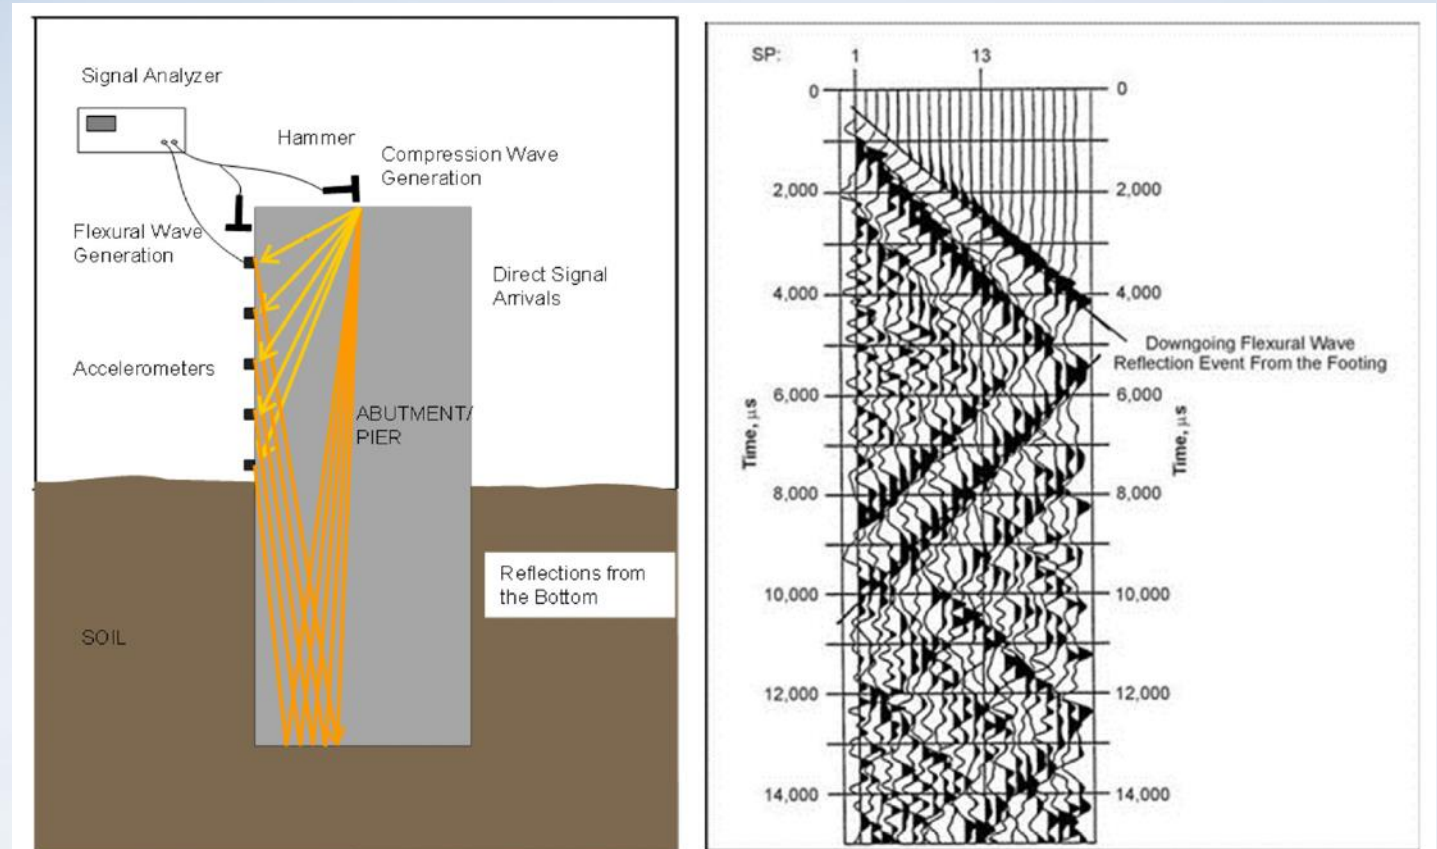 Signal Analyzer
Hammer
Compression Wave
Generation
Flexural Wave
Generation
Direct Signal
Arrivals
Accelerometers
ABUTMENT/
PIER
Reflections from
the Bottom
SOIL
SP: 1 13
0 0
2,000 2,000
4,000 4,000
Downgoing Flexural Wave
Reflection Event From the Footing
6,000 6,000
Time, μs Time, μs
8,000 8,000
10,000 10,000
12,000 12,000
14,000 14,000